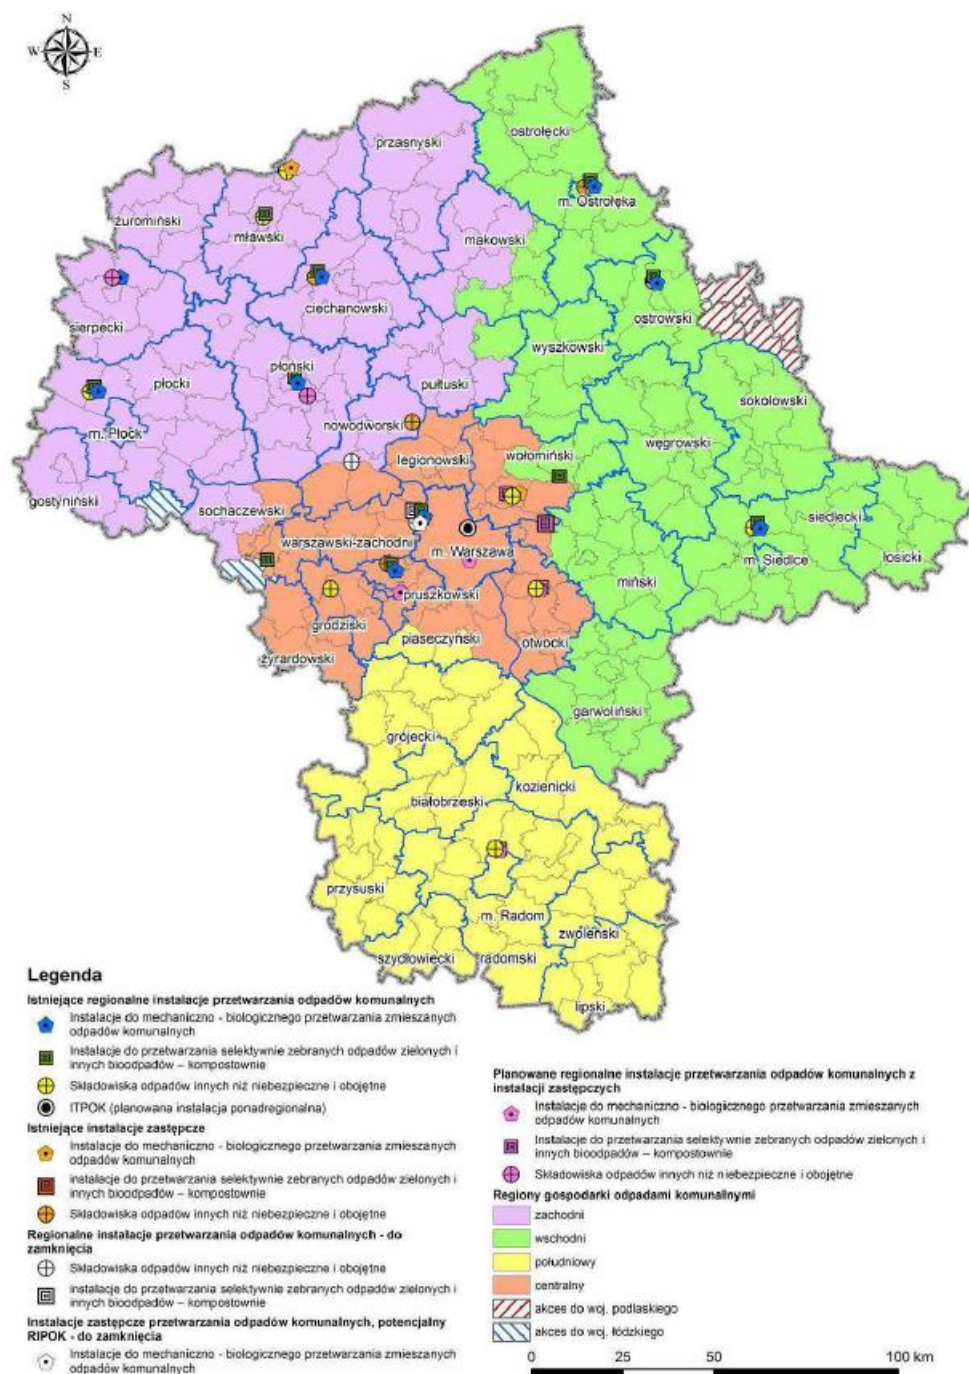 N
W E
S
ostrołęcki
przasnyski
m. Ostrołęka
żuromiński
mławski
makowski
ciechanowski
sierpecki
ostrowski
wyszkowski
płocki
płoński
pułtuski
sokołowski
m. Płock
nowodworski
węgrowski
legionowski
wołomiński
gostyniński
sochaczewski
siedlecki
warszawski-zachodni
m. Warszawa
m. Siedlce
łosicki
miński
pruszkowski
grodziski
piaseczyński
otwocki
żyrardowski
garwoliński
grójecki
kozienicki
białobrzeski
przysuski
m. Radom
zwoleński
szydłowiecki
radomski
lipski
Legenda
Istniejące regionalne instalacje przetwarzania odpadów komunalnych
Instalacje do mechaniczno - biologicznego przetwarzania zmieszanych
odpadów komunalnych
Instalacje do przetwarzania selektywnie zebranych odpadów zielonych i
innych bioodpadów – kompostownie
Składowiska odpadów innych niż niebezpieczne i obojętne
ITPOK (planowana instalacja ponadregionalna)
Istniejące instalacje zastępcze
Instalacje do mechaniczno - biologicznego przetwarzania zmieszanych
odpadów komunalnych
instalacje do przetwarzania selektywnie zebranych odpadów zielonych i
innych bioodpadów – kompostownie
Składowiska odpadów innych niż niebezpieczne i obojętne
Regionalne instalacje przetwarzania odpadów komunalnych - do
zamknięcia
Składowiska odpadów innych niż niebezpieczne i obojętne
instalacje do przetwarzania selektywnie zebranych odpadów zielonych i
innych bioodpadów – kompostownie
Instalacje zastępcze przetwarzania odpadów komunalnych, potencjalny
RIPOK - do zamknięcia
Instalacje do mechaniczno - biologicznego przetwarzania zmieszanych
odpadów komunalnych
Planowane regionalne instalacje przetwarzania odpadów komunalnych z
instalacji zastępczych
Instalacje do mechaniczno - biologicznego przetwarzania zmieszanych
odpadów komunalnych
Instalacje do przetwarzania selektywnie zebranych odpadów zielonych i
innych bioodpadów – kompostownie
Składowiska odpadów innych niż niebezpieczne i obojętne
Regiony gospodarki odpadami komunalnymi
zachodni
wschodni
południowy
centralny
akces do woj. podlaskiego
akces do woj. łódzkiego
0 25 50 100 km